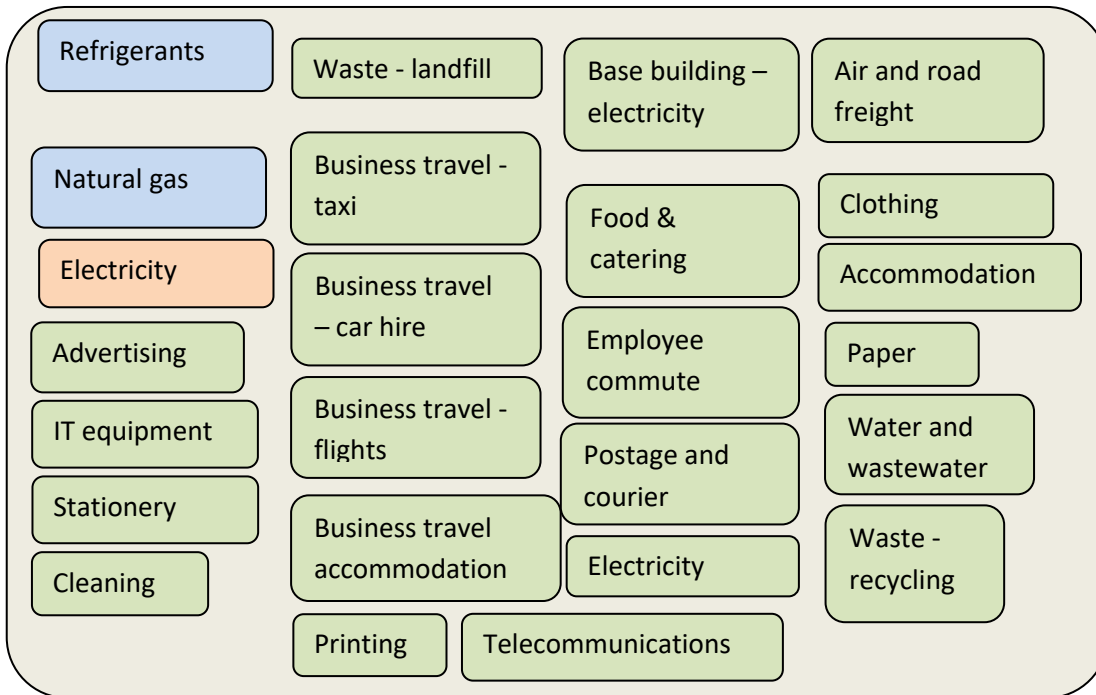 Refrigerants
Natural gas
Electricity
Advertising
IT equipment
Stationery
Cleaning
Waste - landfill
Business travel -
taxi
Business travel
– car hire
Business travel -
flights
Business travel
accommodation
Printing
Telecommunications
Base building –
electricity
Food &
catering
Employee
commute
Postage and
courier
Electricity
Air and road
freight
Clothing
Accommodation
Paper
Water and
wastewater
Waste -
recycling